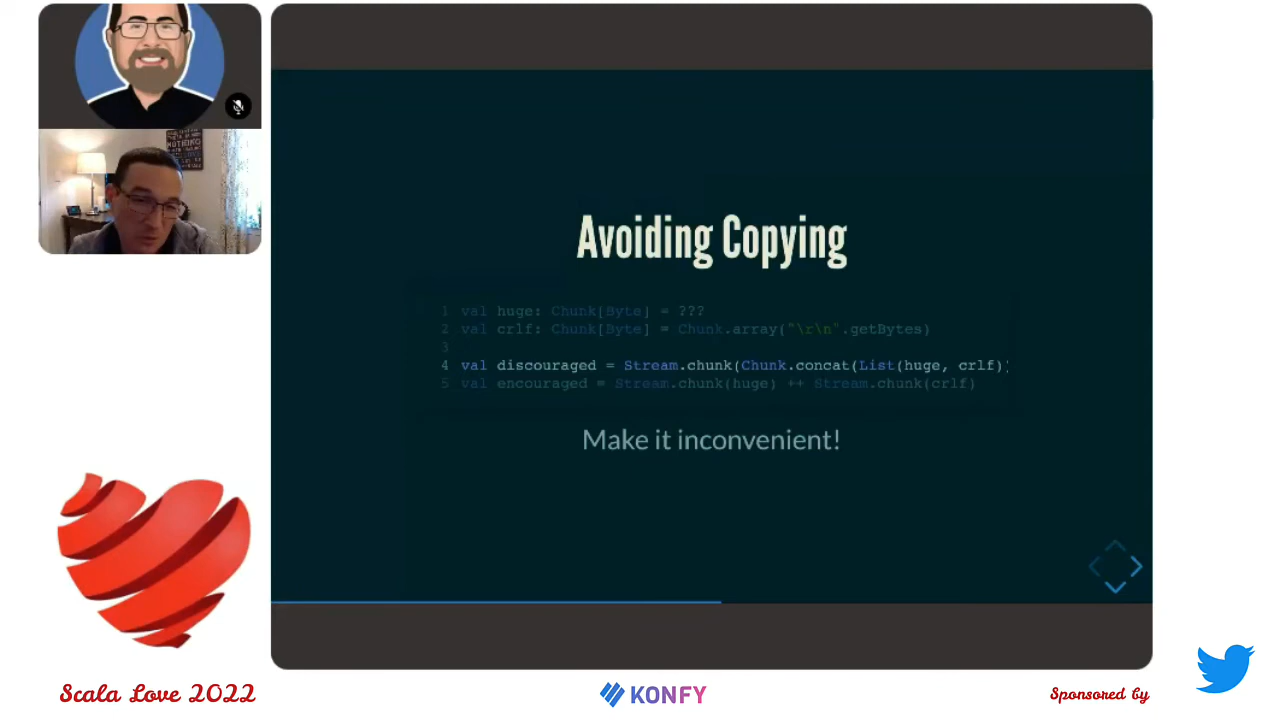 NOTHING
Avoiding Copying
1 val huge: Chunk[Byte] = ???
2 val crlf: Chunk[Byte] = Chunk.array("\r\n".getBytes)
3
4 val discouraged = Stream.chunk(Chunk.concat(List(huge, crlf))
5 val encouraged = Stream.chunk(huge) ++ Stream.chunk(crlf)
Make it inconvenient!
Scala Love 2022
KONFY
Sponsored by